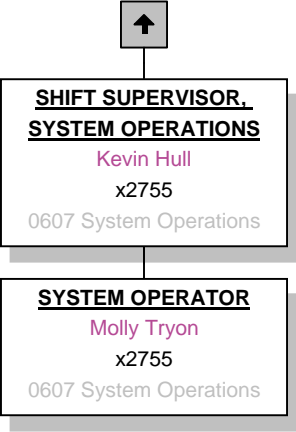 SHIFT SUPERVISOR,
SYSTEM OPERATIONS
Kevin Hull
x2755
0607 System Operations
SYSTEM OPERATOR
Molly Tryon
x2755
0607 System Operations